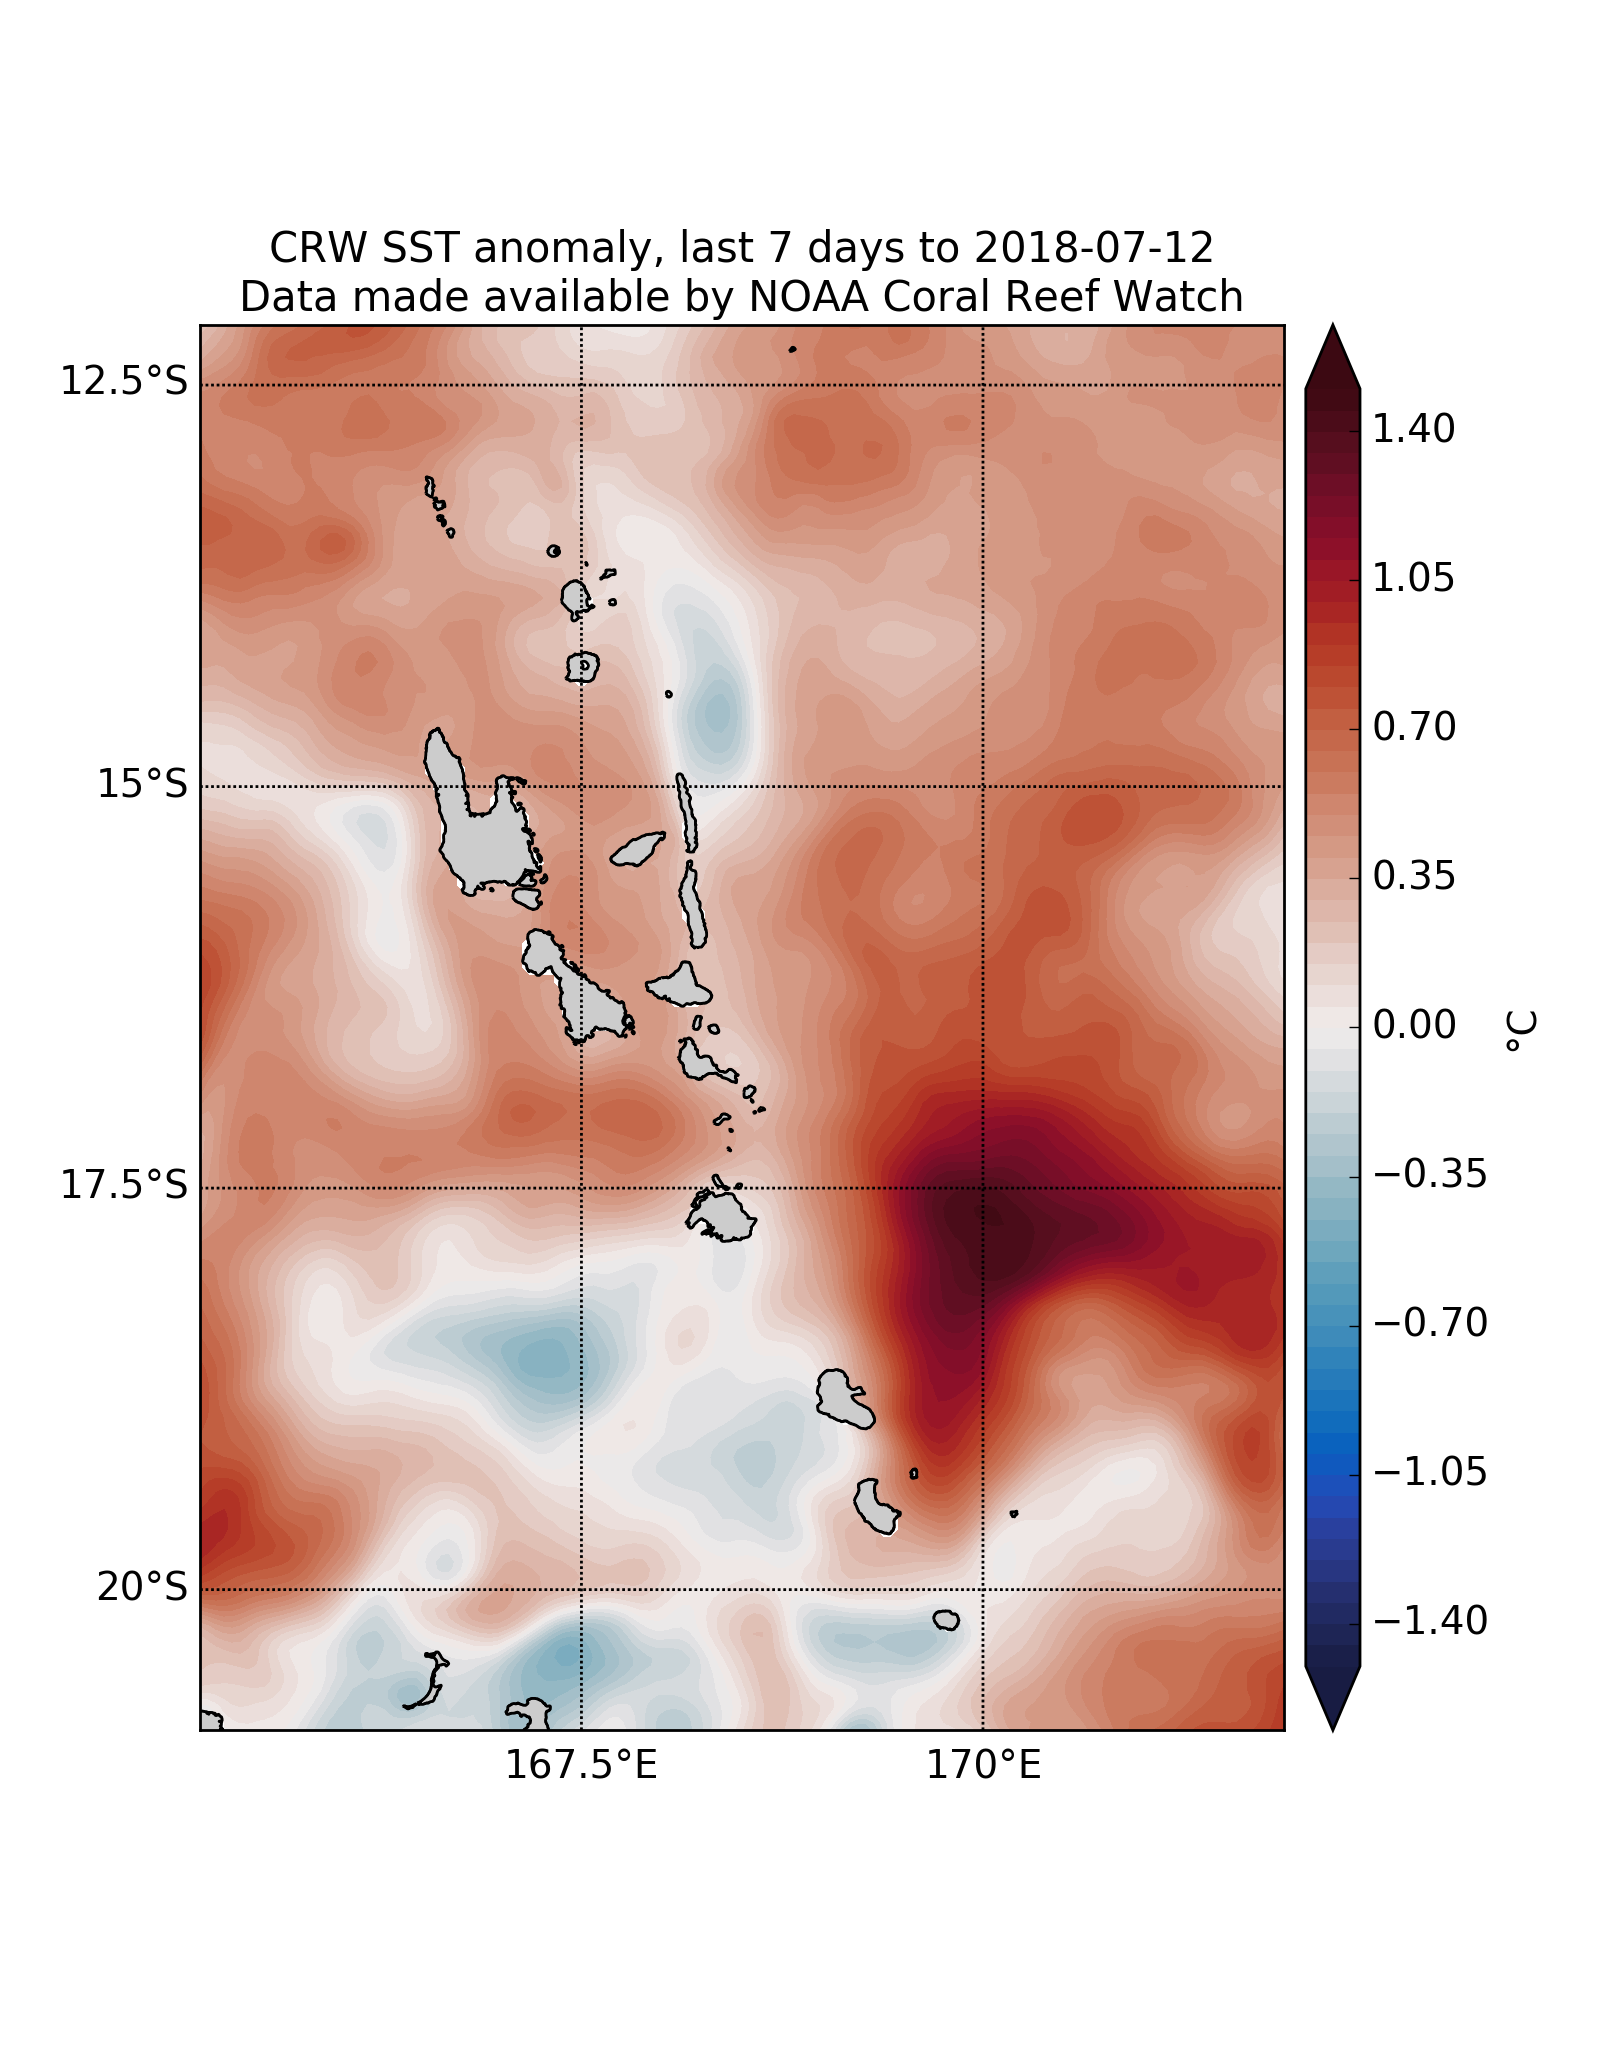 CRW SST anomaly, last 7 days to 2018-07-12
Data made available by NOAA Coral Reef Watch
12.5°S
15°S
17.5°S
20°S
167.5°E
170°E
1.40
1.05
0.70
0.35
0.00
−0.35
−0.70
−1.05
−1.40
°C